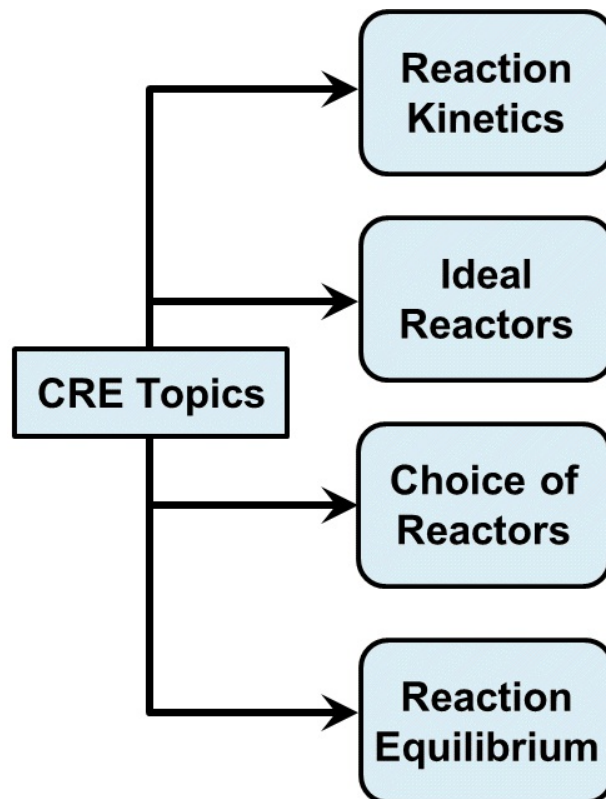 Reaction
Kinetics
Ideal
Reactors
CRE Topics
Choice of
Reactors
Reaction
Equilibrium